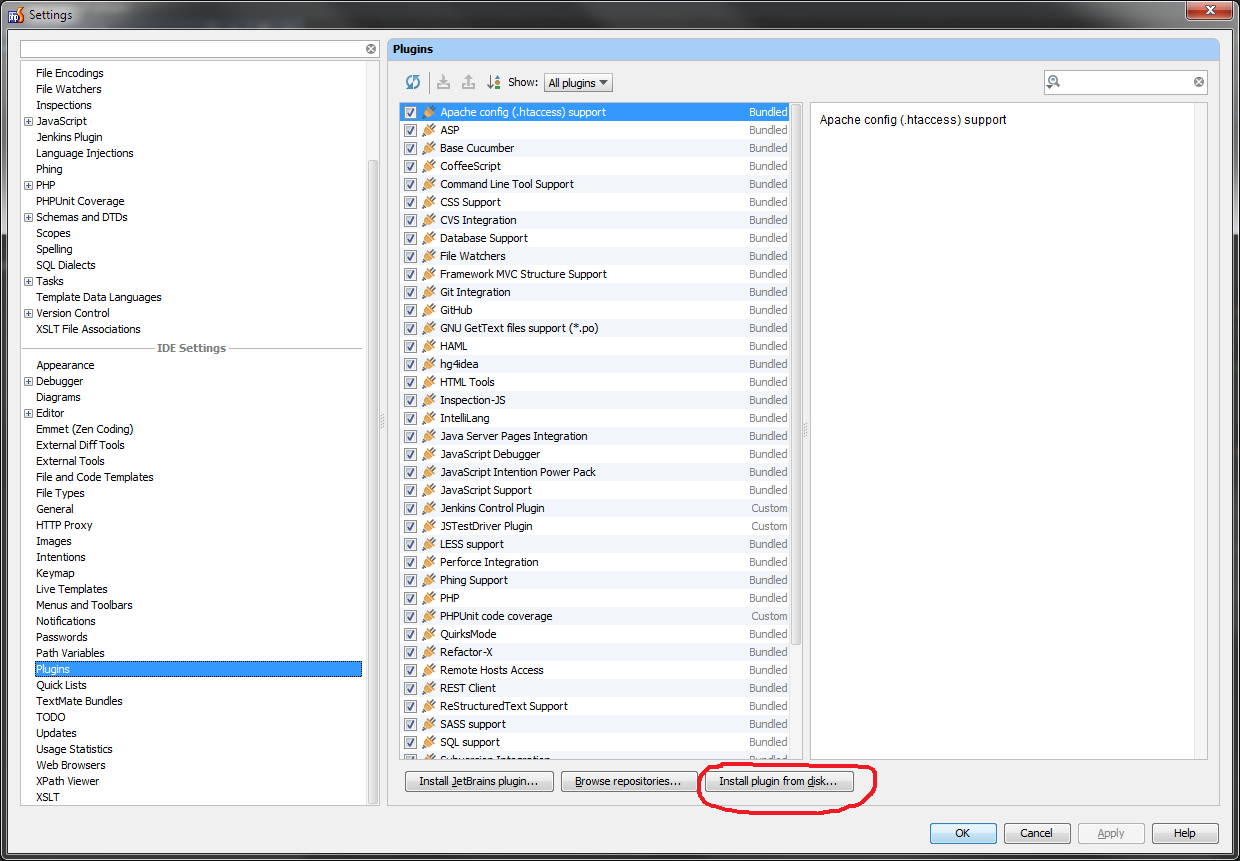 Settings
File Encodings
File Watchers
Inspections
JavaScript
Jenkins Plugin
Language Injections
Phing
PHP
PHPUnit Coverage
Schemas and DTDs
Scopes
Spelling
SQL Dialects
Tasks
Template Data Languages
Version Control
XSLT File Associations
IDE Settings
Appearance
Debugger
Diagrams
Editor
Emmet (Zen Coding)
External Diff Tools
External Tools
File and Code Templates
File Types
General
HTTP Proxy
Images
Intentions
Keymap
Live Templates
Menus and Toolbars
Notifications
Passwords
Path Variables
Plugins
Quick Lists
TextMate Bundles
TODO
Updates
Usage Statistics
Web Browsers
XPath Viewer
XSLT
Plugins
Show: All plugins
Apache config (.htaccess) support Bundled
ASP Bundled
Base Cucumber Bundled
CoffeeScript Bundled
Command Line Tool Support Bundled
CSS Support Bundled
CVS Integration Bundled
Database Support Bundled
File Watchers Bundled
Framework MVC Structure Support Bundled
Git Integration Bundled
GitHub Bundled
GNU GetText files support (*.po) Bundled
HAML Bundled
hg4idea Bundled
HTML Tools Bundled
Inspection-JS Bundled
IntelliLang Bundled
Java Server Pages Integration Bundled
JavaScript Debugger Bundled
JavaScript Intention Power Pack Bundled
JavaScript Support Bundled
Jenkins Control Plugin Custom
JSTestDriver Plugin Custom
LESS support Bundled
Perforce Integration Bundled
Phing Support Bundled
PHP Bundled
PHPUnit code coverage Custom
QuirksMode Bundled
Refactor-X Bundled
Remote Hosts Access Bundled
REST Client Bundled
ReStructuredText Support Bundled
SASS support Bundled
SQL support Bundled
Subversion Integration Bundled
Apache config (.htaccess) support
Install JetBrains plugin... Browse repositories... Install plugin from disk...
OK Cancel Apply Help